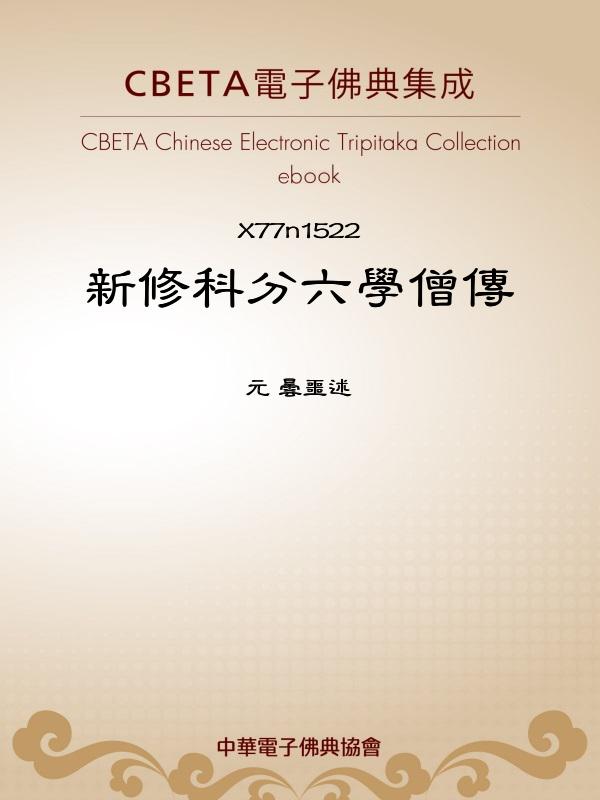 CBETA電子佛典集成
CBETA Chinese Electronic Tripitaka Collection
ebook
X77n1522
新修科分六學僧傳
元 曇噩述
中華電子佛典協會